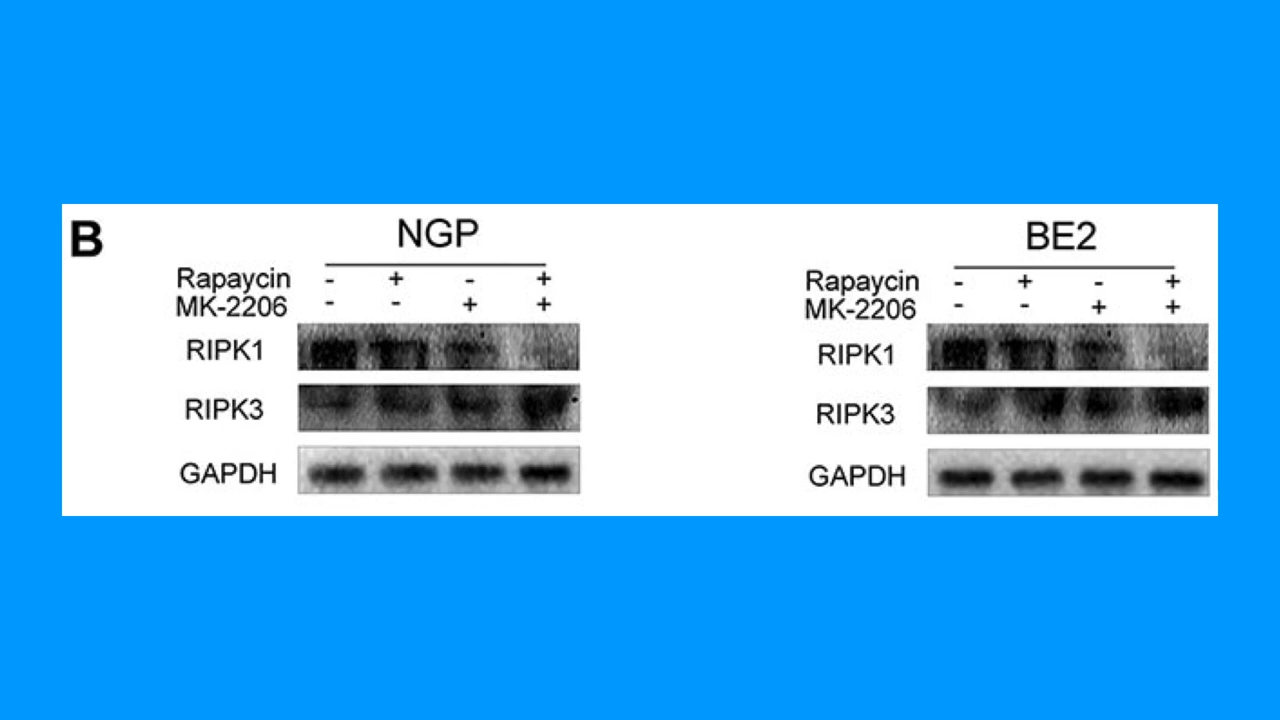 B
NGP
Rapaycin - + - +
MK-2206 - - + +
RIPK1
RIPK3
GAPDH
BE2
Rapaycin - + - +
MK-2206 - - + +
RIPK1
RIPK3
GAPDH